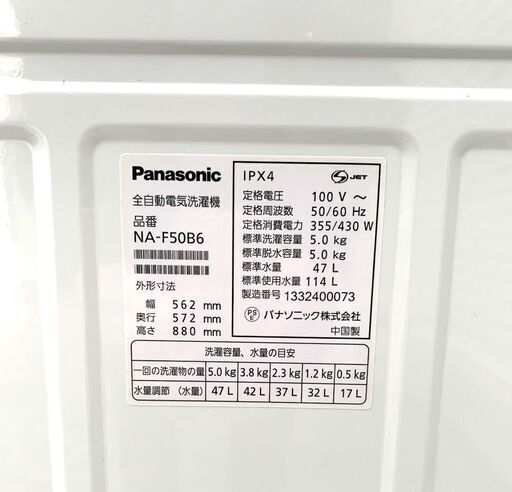 Panasonic
全自動電気洗濯機
品番
NA-F50B6
外形寸法
幅 562 mm
奥行 572 mm
高さ 880 mm
IPX4
S JET
定格電圧 100 V ～
定格周波数 50/60 Hz
定格消費電力 355/430 W
標準洗濯容量 5.0 kg
標準脱水容量 5.0 kg
標準水量 47 L
標準使用水量 114 L
製造番号 1332400073
PS E パナソニック株式会社
中国製
洗濯容量、水量の目安
一回の洗濯物の量 5.0 kg 3.8 kg 2.3 kg 1.2 kg 0.5 kg
水量調節 (水量) 47 L 42 L 37 L 32 L 17 L